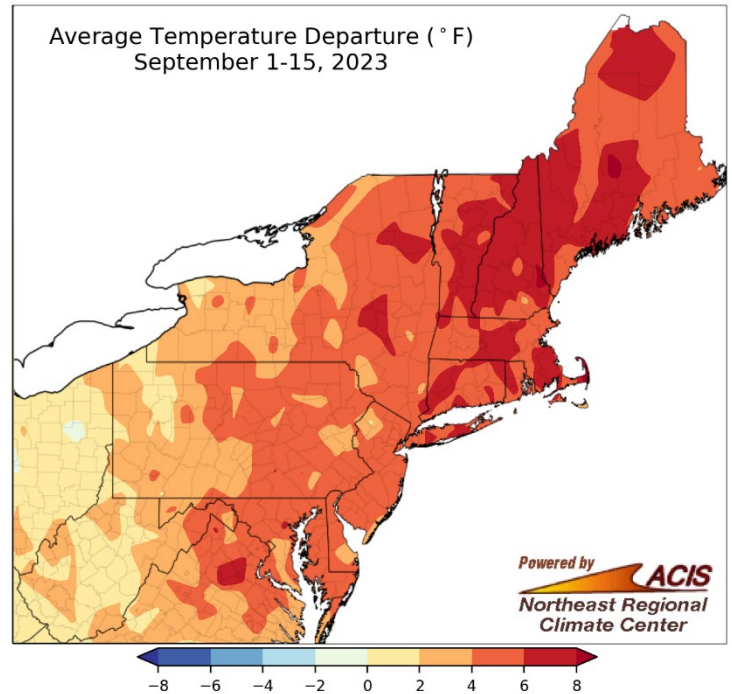 Average Temperature Departure (°F)
September 1-15, 2023
Powered by
ACIS
Northeast Regional
Climate Center
−8 −6 −4 −2 0 2 4 6 8